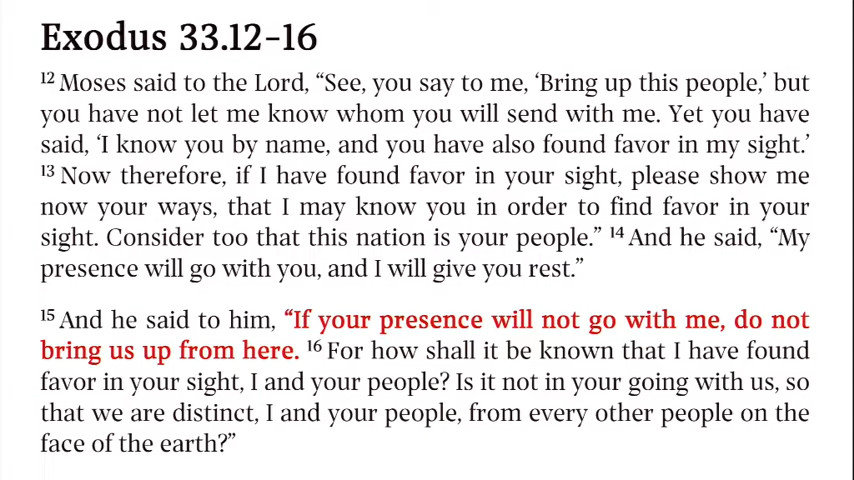 Exodus 33.12-16
12 Moses said to the Lord, “See, you say to me, ‘Bring up this people,’ but
you have not let me know whom you will send with me. Yet you have
said, ‘I know you by name, and you have also found favor in my sight.’
13 Now therefore, if I have found favor in your sight, please show me
now your ways, that I may know you in order to find favor in your
sight. Consider too that this nation is your people.” 14 And he said, “My
presence will go with you, and I will give you rest.”
15 And he said to him, “If your presence will not go with me, do not
bring us up from here. 16 For how shall it be known that I have found
favor in your sight, I and your people? Is it not in your going with us, so
that we are distinct, I and your people, from every other people on the
face of the earth?”